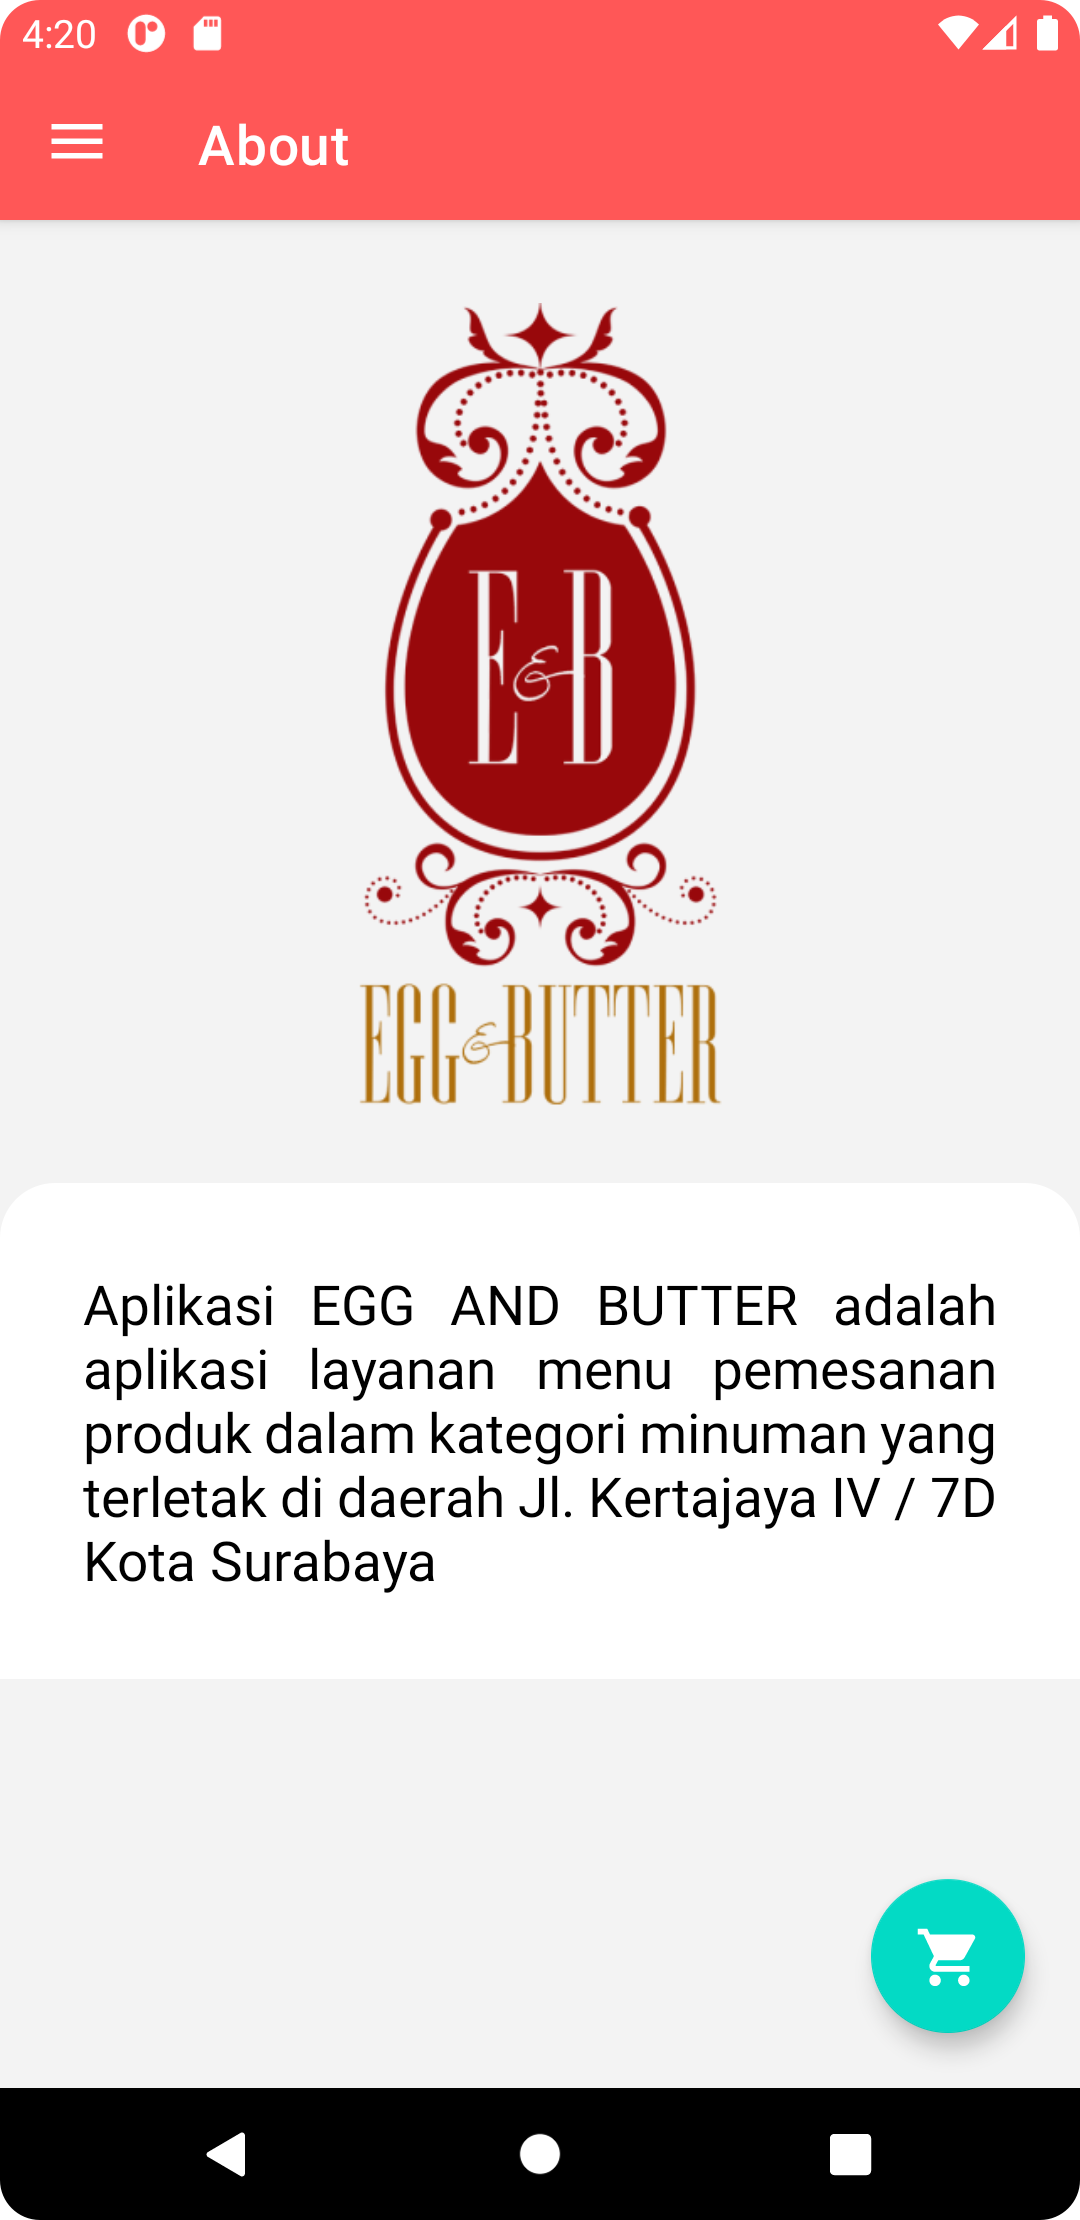 4:20
About
E&B
EGG & BUTTER
Aplikasi EGG AND BUTTER adalah
aplikasi layanan menu pemesanan
produk dalam kategori minuman yang
terletak di daerah Jl. Kertajaya IV / 7D
Kota Surabaya